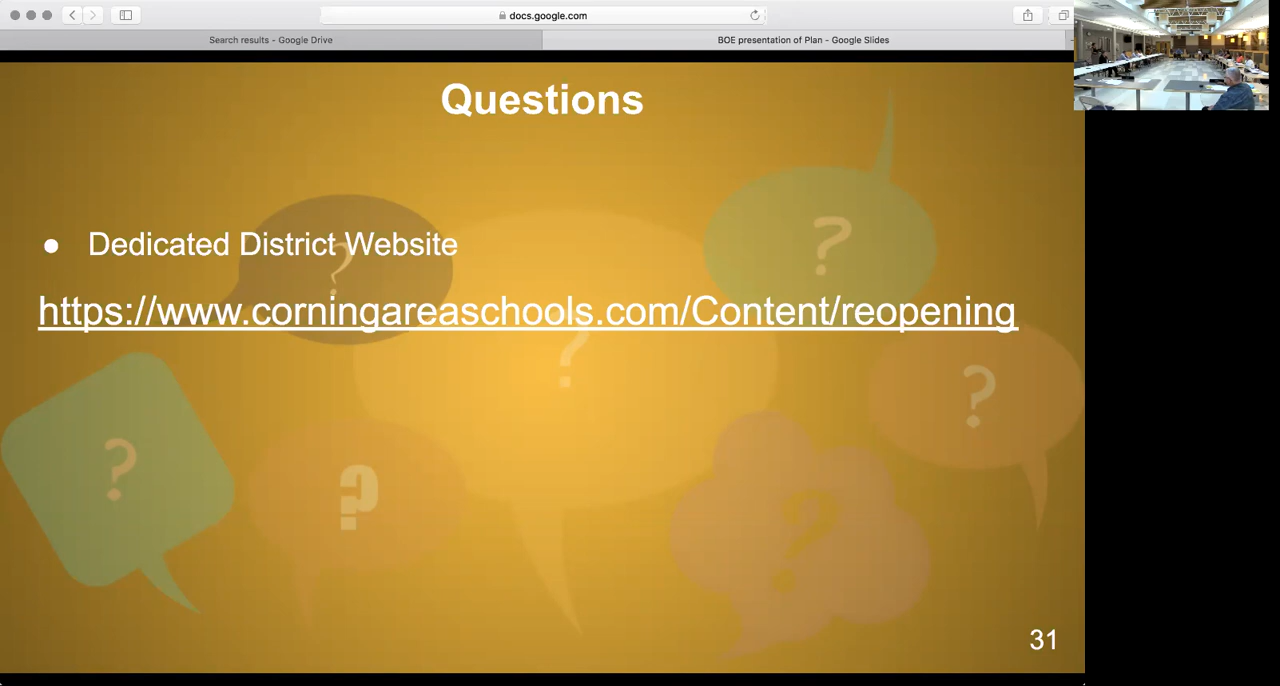 docs.google.com
Search results - Google Drive
BOE presentation of Plan - Google Slides
Questions
● Dedicated District Website
https://www.corningareaschools.com/Content/reopening
?
?
?
?
?
?
?
31